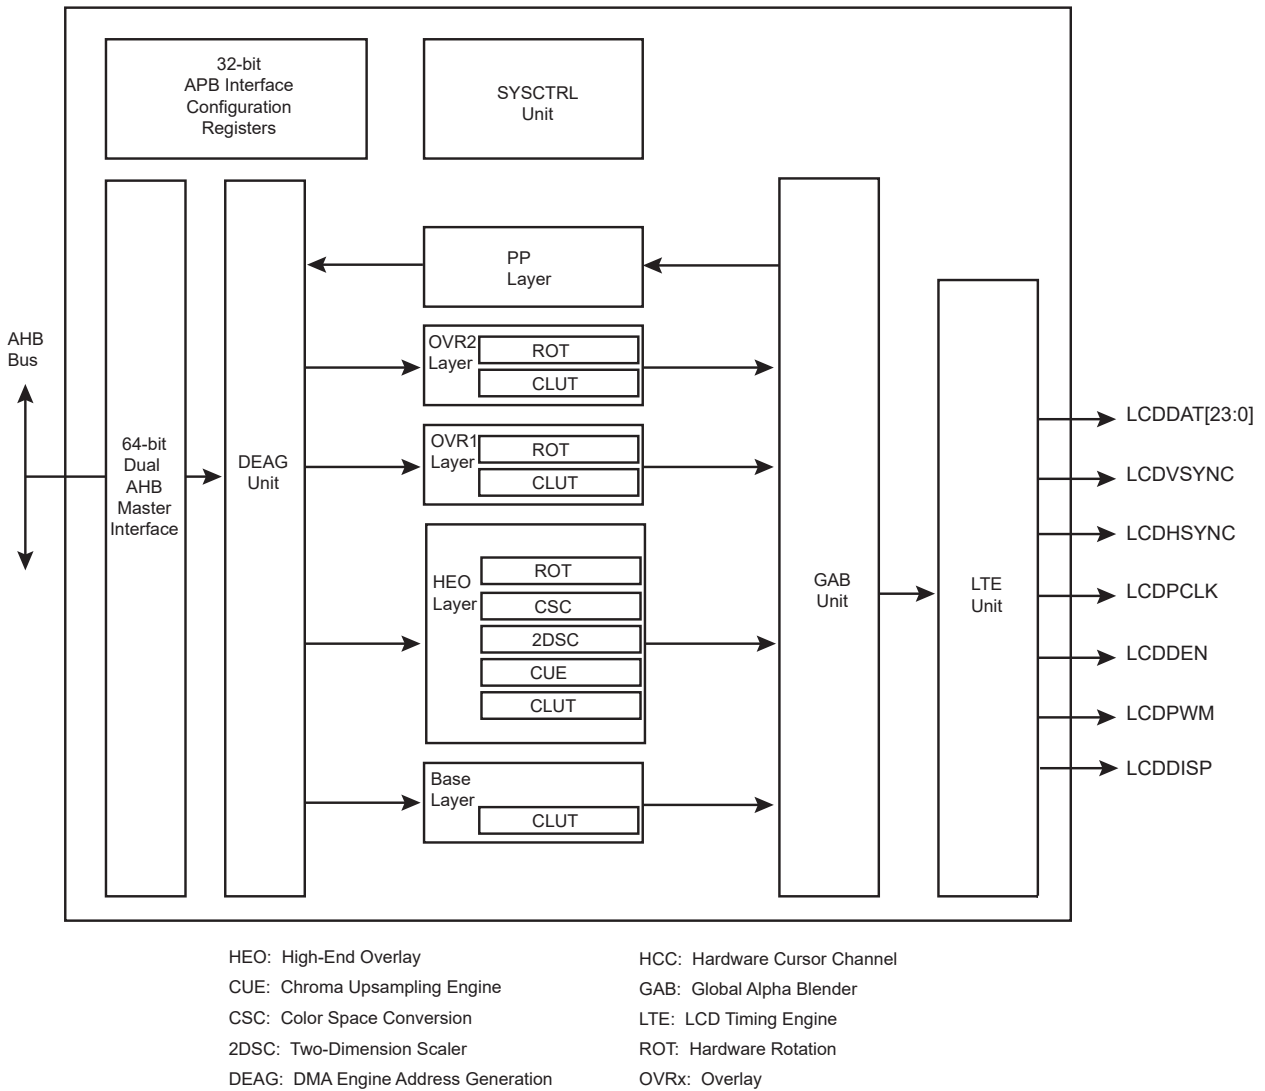 32-bit
APB Interface
Configuration
Registers
SYSCTRL
Unit
PP
Layer
AHB
Bus
OVR2
Layer
ROT
CLUT
OVR1
Layer
ROT
CLUT
64-bit
Dual
AHB
Master
Interface
DEAG
Unit
HEO
Layer
ROT
CSC
2DSC
CUE
CLUT
Base
Layer
CLUT
GAB
Unit
LTE
Unit
LCDDAT[23:0]
LCDVSYNC
LCDHSYNC
LCDPCLK
LCDDEN
LCDPWM
LCDDISP
HEO: High-End Overlay
CUE: Chroma Upsampling Engine
CSC: Color Space Conversion
2DSC: Two-Dimension Scaler
DEAG: DMA Engine Address Generation
HCC: Hardware Cursor Channel
GAB: Global Alpha Blender
LTE: LCD Timing Engine
ROT: Hardware Rotation
OVRx: Overlay